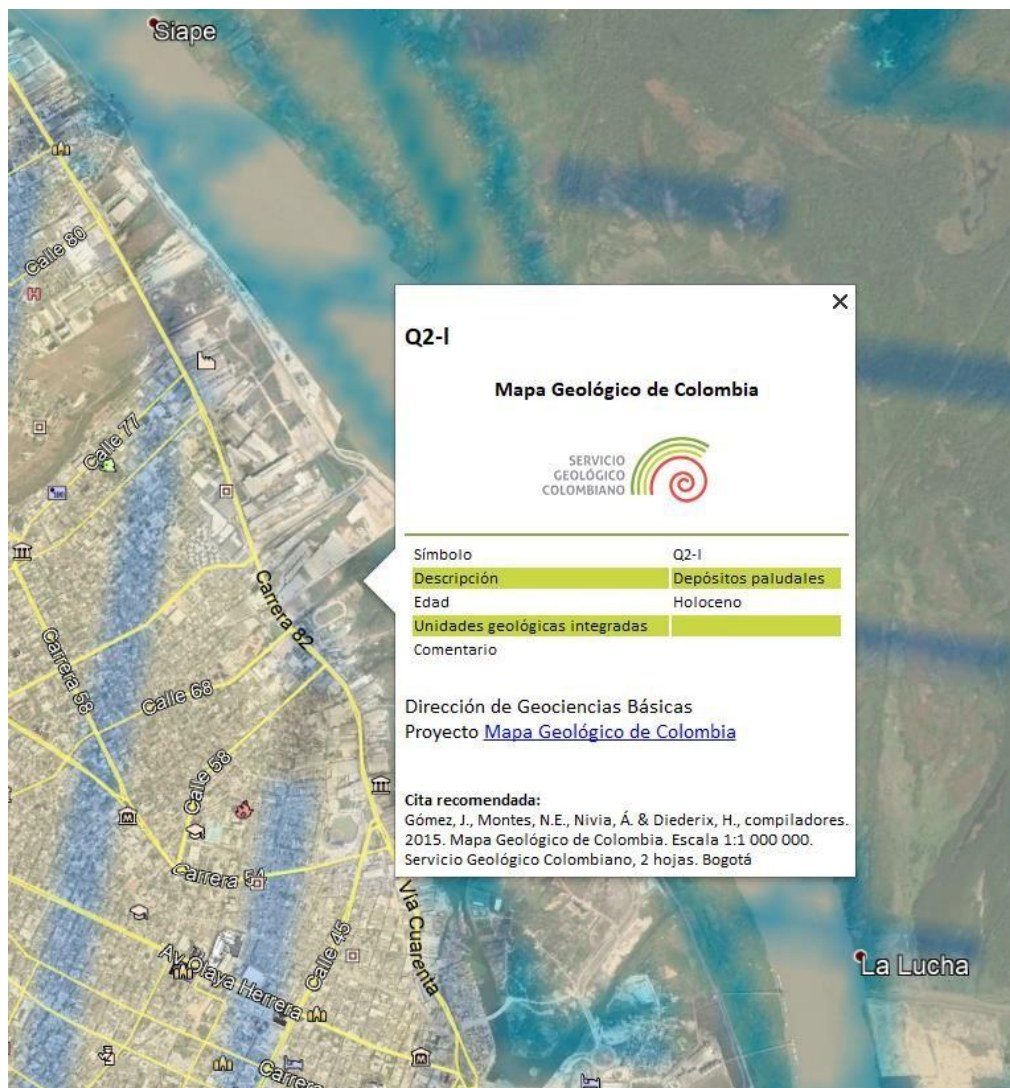 Siape
Calle 80
Q2-l
Mapa Geológico de Colombia
SERVICIO
GEOLÓGICO
COLOMBIANO
Calle 77
Símbolo Q2-l
Descripción Depósitos paludales
Edad Holoceno
Unidades geológicas integradas
Comentario
Carrera 82
Carrera 58
Calle 68
Dirección de Geociencias Básicas
Proyecto Mapa Geológico de Colombia
Calle 58
Cita recomendada:
Gómez, J., Montes, N.E., Nivia, Á. & Diederix, H., compiladores.
2015. Mapa Geológico de Colombia. Escala 1:1 000 000.
Servicio Geológico Colombiano, 2 hojas. Bogotá
Carrera 54
Vía Cuarenta
Calle 45
Av. Olaya Herrera
La Lucha
Carrera